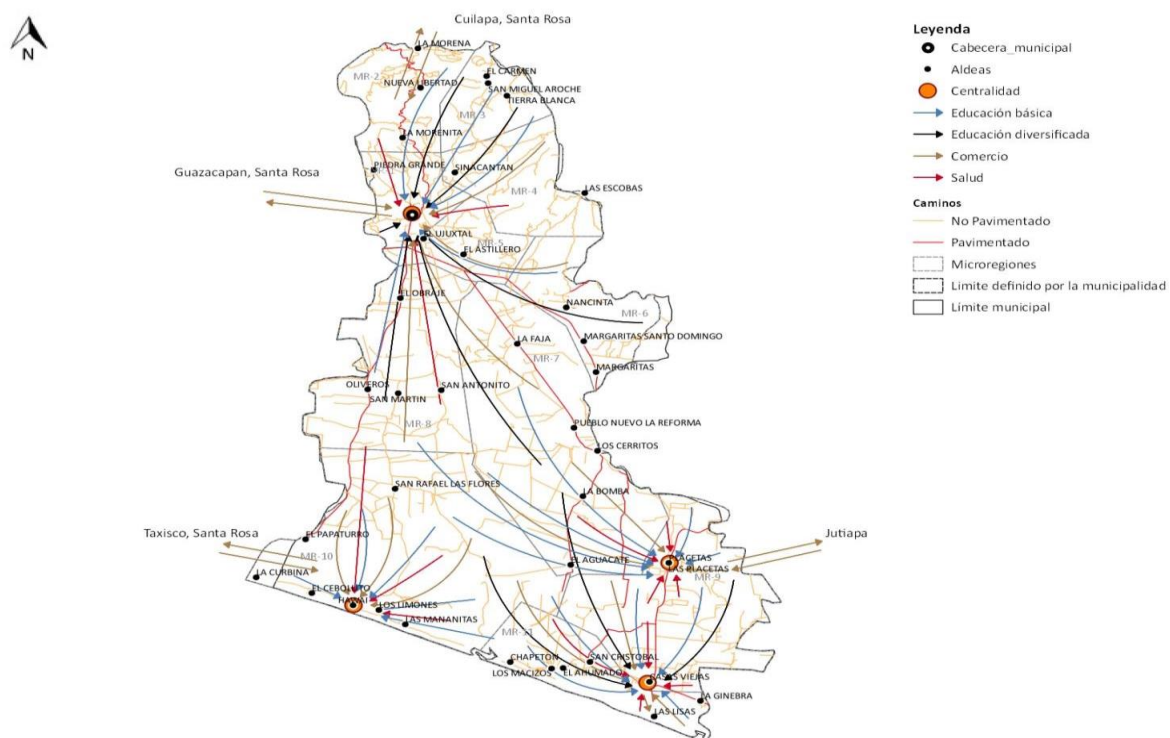 N
Cuilapa, Santa Rosa
LA MORENA
MR-2
EL CARMEN
NUEVA LIBERTAD
SAN MIGUEL AROCHE
TIERRA BLANCA
MR-3
LA MORENITA
PIEDRA GRANDE
SINACANTAN
Guazacapan, Santa Rosa
MR-4
LAS ESCOBAS
EL UJUXTAL
MR-5
EL ASTILLERO
EL OBRAJE
NANCINTA
MR-6
LA FAJA
MARGARITAS SANTO DOMINGO
MR-7
MARGARITAS
OLIVEROS
SAN MARTIN
SAN ANTONITO
MR-8
PUEBLO NUEVO LA REFORMA
LOS CERRITOS
SAN RAFAEL LAS FLORES
LA BOMBA
Taxisco, Santa Rosa
EL PAPATURRO
Jutiapa
MR-10
EL AGUACATE
PLACETAS
LAS PLACETAS
MR-9
LA CURBINA
EL CEBOLLITO
HAWAI
LOS LIMONES
LAS MANANITAS
MR-11
CHAPETON
SAN CRISTOBAL
LOS MACIZOS
EL AHUMADO
CASAS VIEJAS
LA GINEBRA
LAS LISAS
Leyenda
Cabecera_municipal
Aldeas
Centralidad
Educación básica
Educación diversificada
Comercio
Salud
Caminos
No Pavimentado
Pavimentado
Microregiones
Limite definido por la municipalidad
Límite municipal